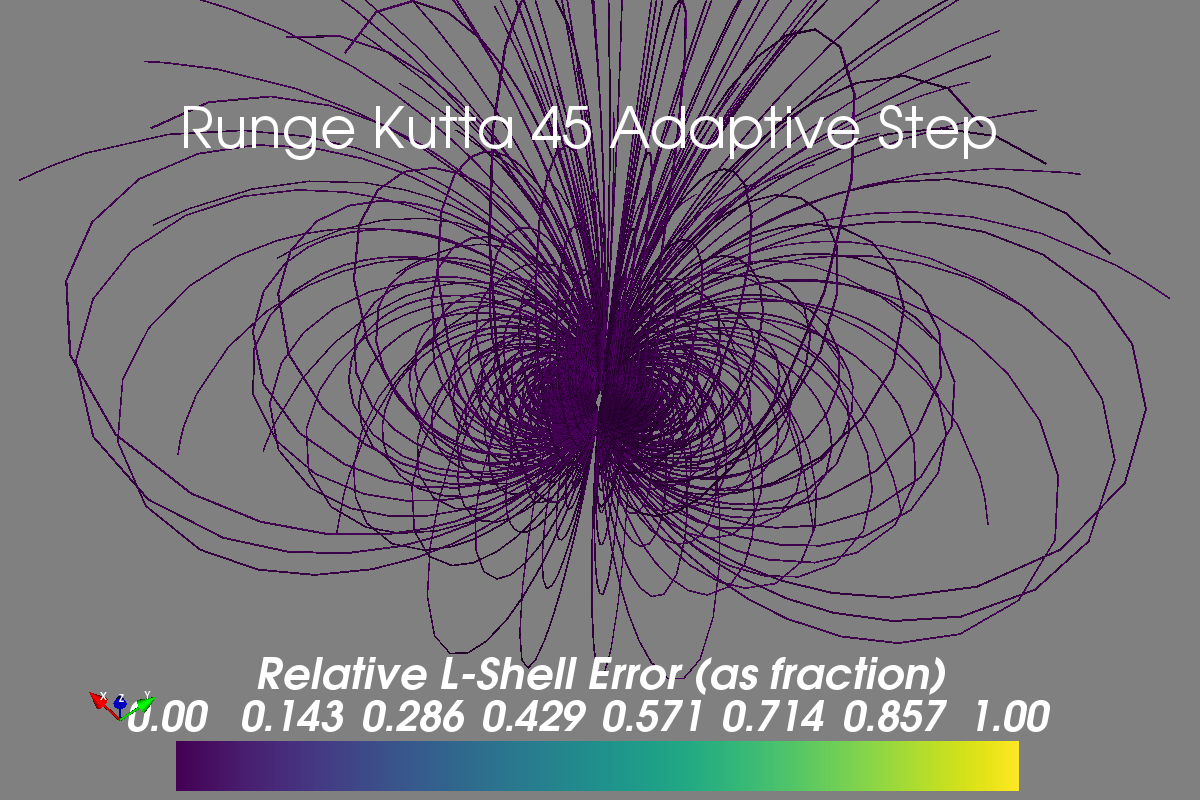 Runge Kutta 45 Adaptive Step
Relative L-Shell Error (as fraction)
X Z Y
0.00 0.143 0.286 0.429 0.571 0.714 0.857 1.00